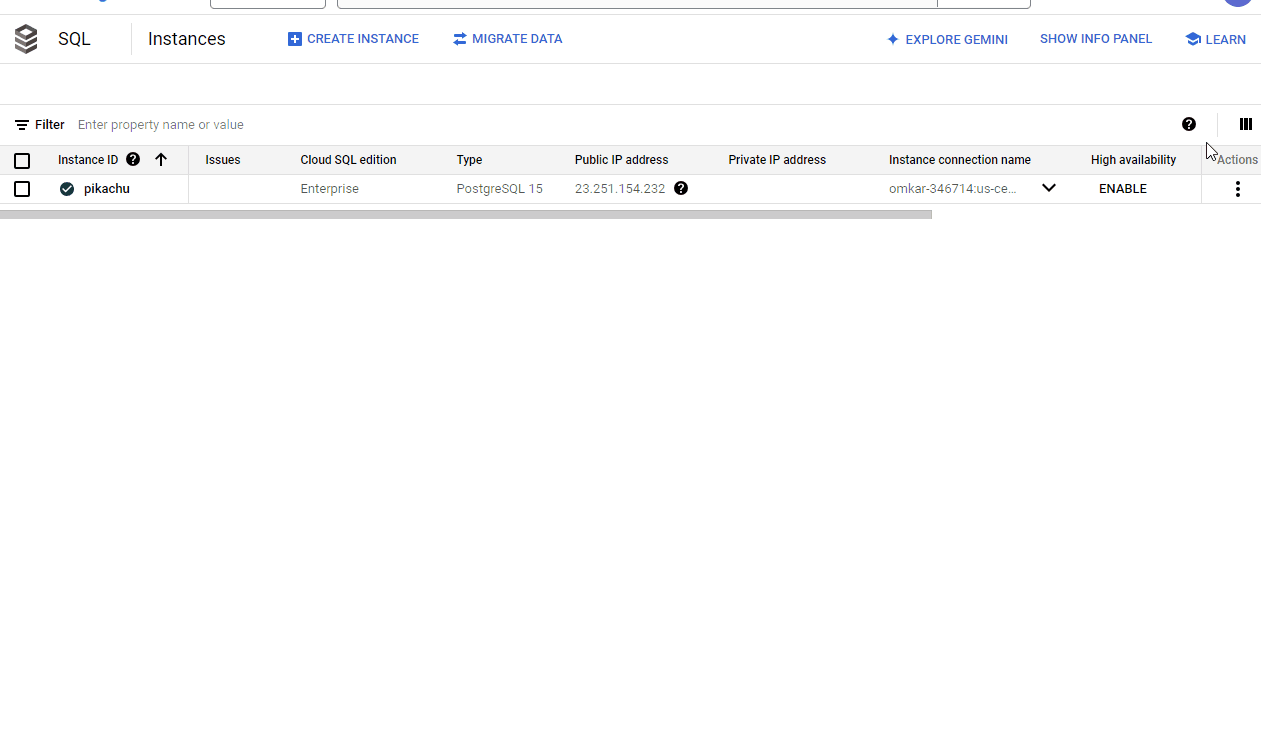 SQL Instances CREATE INSTANCE MIGRATE DATA EXPLORE GEMINI SHOW INFO PANEL LEARN
Filter Enter property name or value
Instance ID Issues Cloud SQL edition Type Public IP address Private IP address Instance connection name High availability Actions
pikachu Enterprise PostgreSQL 15 23.251.154.232 omkar-346714:us-ce... ENABLE